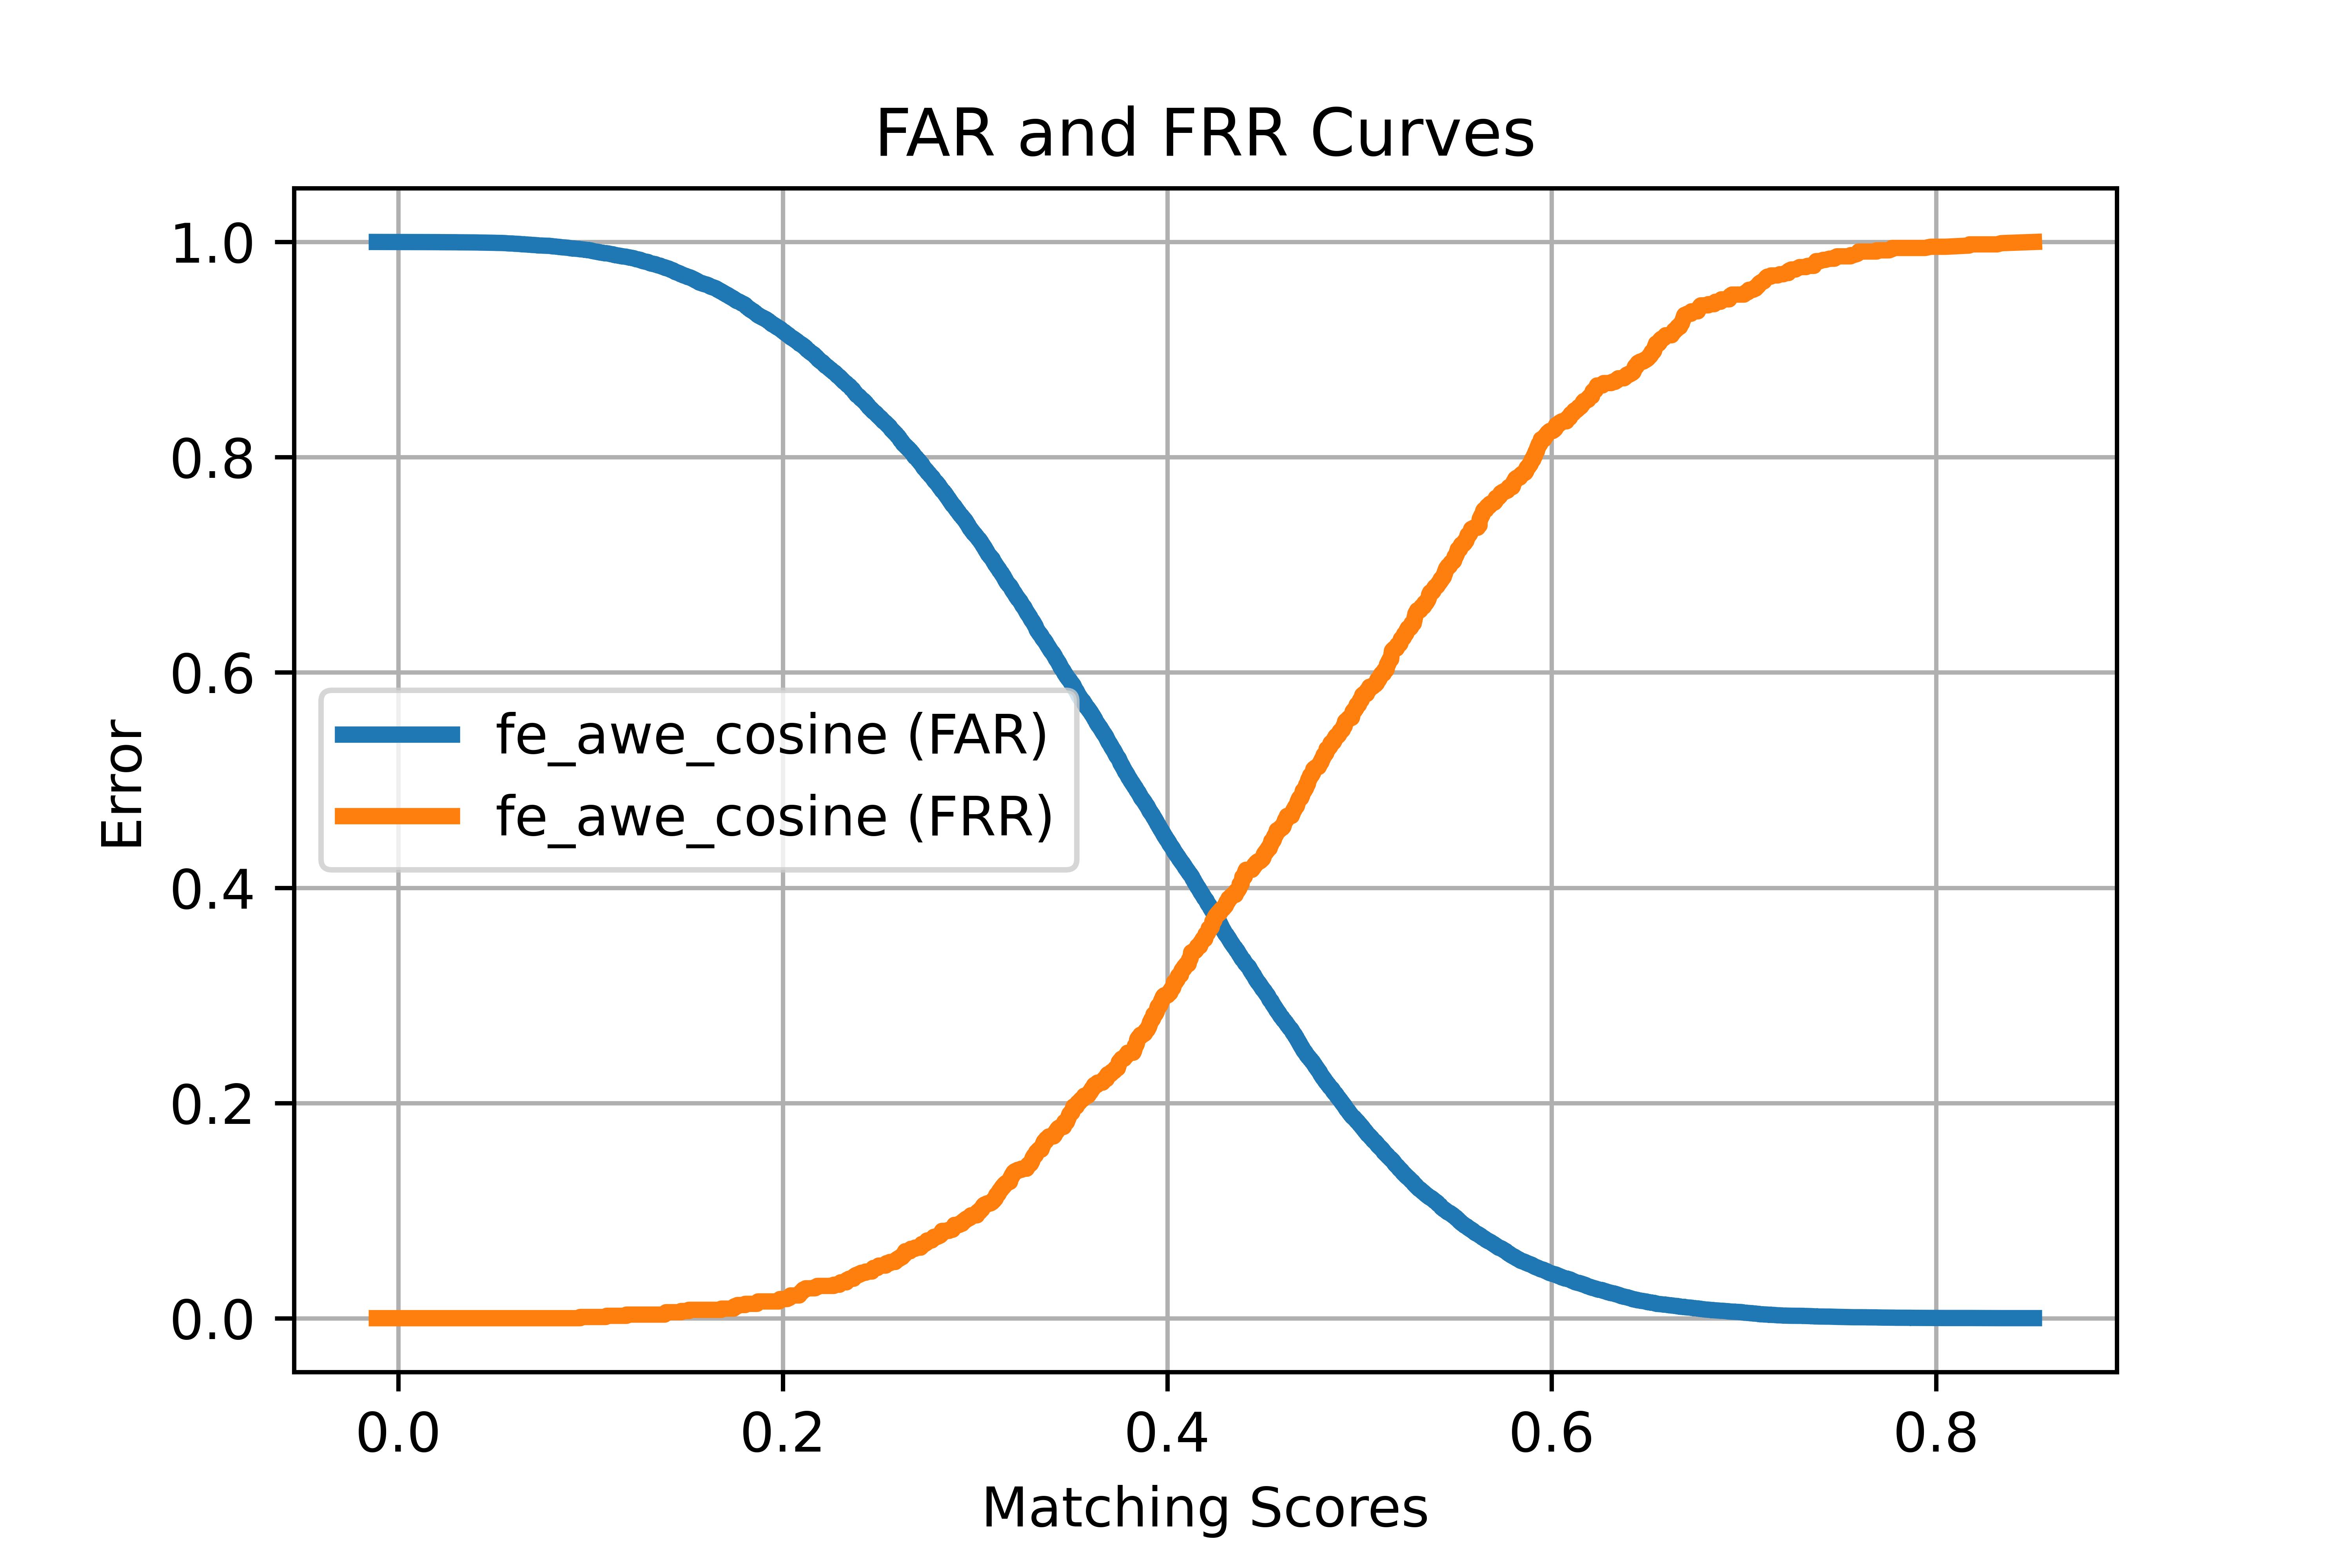 FAR and FRR Curves
1.0
0.8
0.6
0.4
0.2
0.0
Error
fe_awe_cosine (FAR)
fe_awe_cosine (FRR)
0.0 0.2 0.4 0.6 0.8
Matching Scores